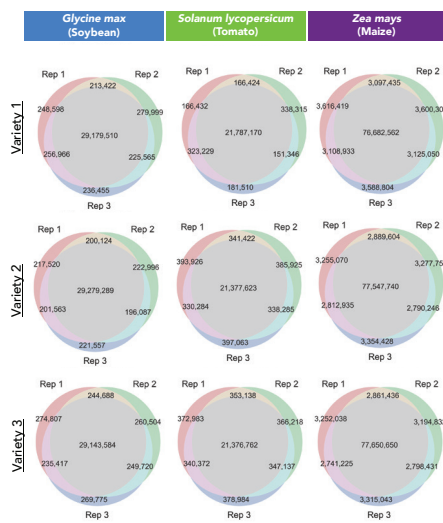 Glycine max
(Soybean)
Solanum lycopersicum
(Tomato)
Zea mays
(Maize)
Variety 1
Rep 1
Rep 2
213,422
248,598
279,999
29,179,510
256,966
225,565
236,455
Rep 3
Rep 1
Rep 2
166,424
166,432
338,315
21,787,170
323,229
151,346
181,510
Rep 3
Rep 1
Rep 2
3,097,435
3,616,419
3,600,30
76,682,562
3,108,933
3,125,050
3,588,804
Rep 3
Variety 2
Rep 1
Rep 2
200,124
217,520
222,996
29,279,289
201,563
196,087
221,557
Rep 3
Rep 1
Rep 2
341,422
393,926
385,925
21,377,623
330,284
338,285
397,063
Rep 3
Rep 1
Rep 2
2,889,604
3,255,070
3,277,75
77,547,740
2,812,935
2,790,246
3,354,428
Rep 3
Variety 3
Rep 1
Rep 2
244,688
274,807
260,504
29,143,584
235,417
249,720
269,775
Rep 3
Rep 1
Rep 2
353,138
372,983
366,218
21,376,762
340,372
347,137
378,984
Rep 3
Rep 1
Rep 2
2,861,436
3,252,038
3,194,83
77,650,650
2,741,225
2,798,431
3,315,043
Rep 3